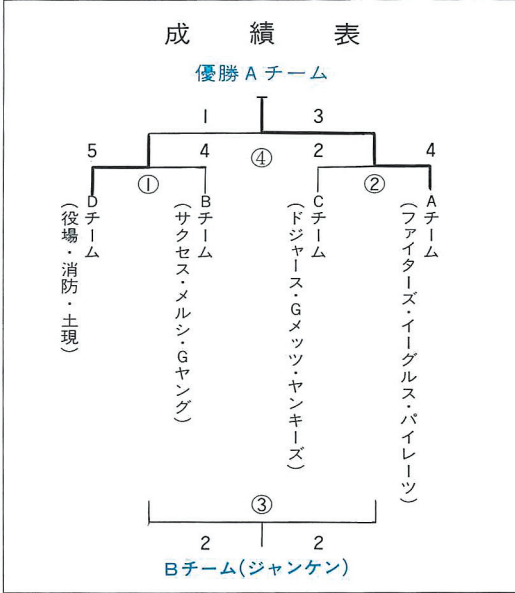 成績表
優勝Aチーム
1 3
5 4 ④ 2 4
① ②
Dチーム
(役場・消防・土現)
Bチーム
(サクセス・メルシ・Gヤング)
Cチーム
(ドジャース・Gメッツ・ヤンキーズ)
Aチーム
(ファイターズ・イーグルス・パイレーツ)
③
2 2
Bチーム(ジャンケン)